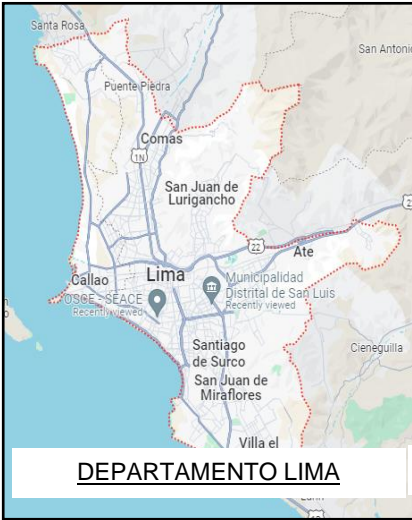 Santa Rosa
San Antonio
Puente Piedra
Comas
1N
San Juan de
Lurigancho
22
Ate
Callao
Lima
Municipalidad
Distrital de San Luis
Recently viewed
OSCE - SEACE
Recently viewed
Cieneguilla
Santiago
de Surco
San Juan de
Miraflores
Villa el
DEPARTAMENTO LIMA